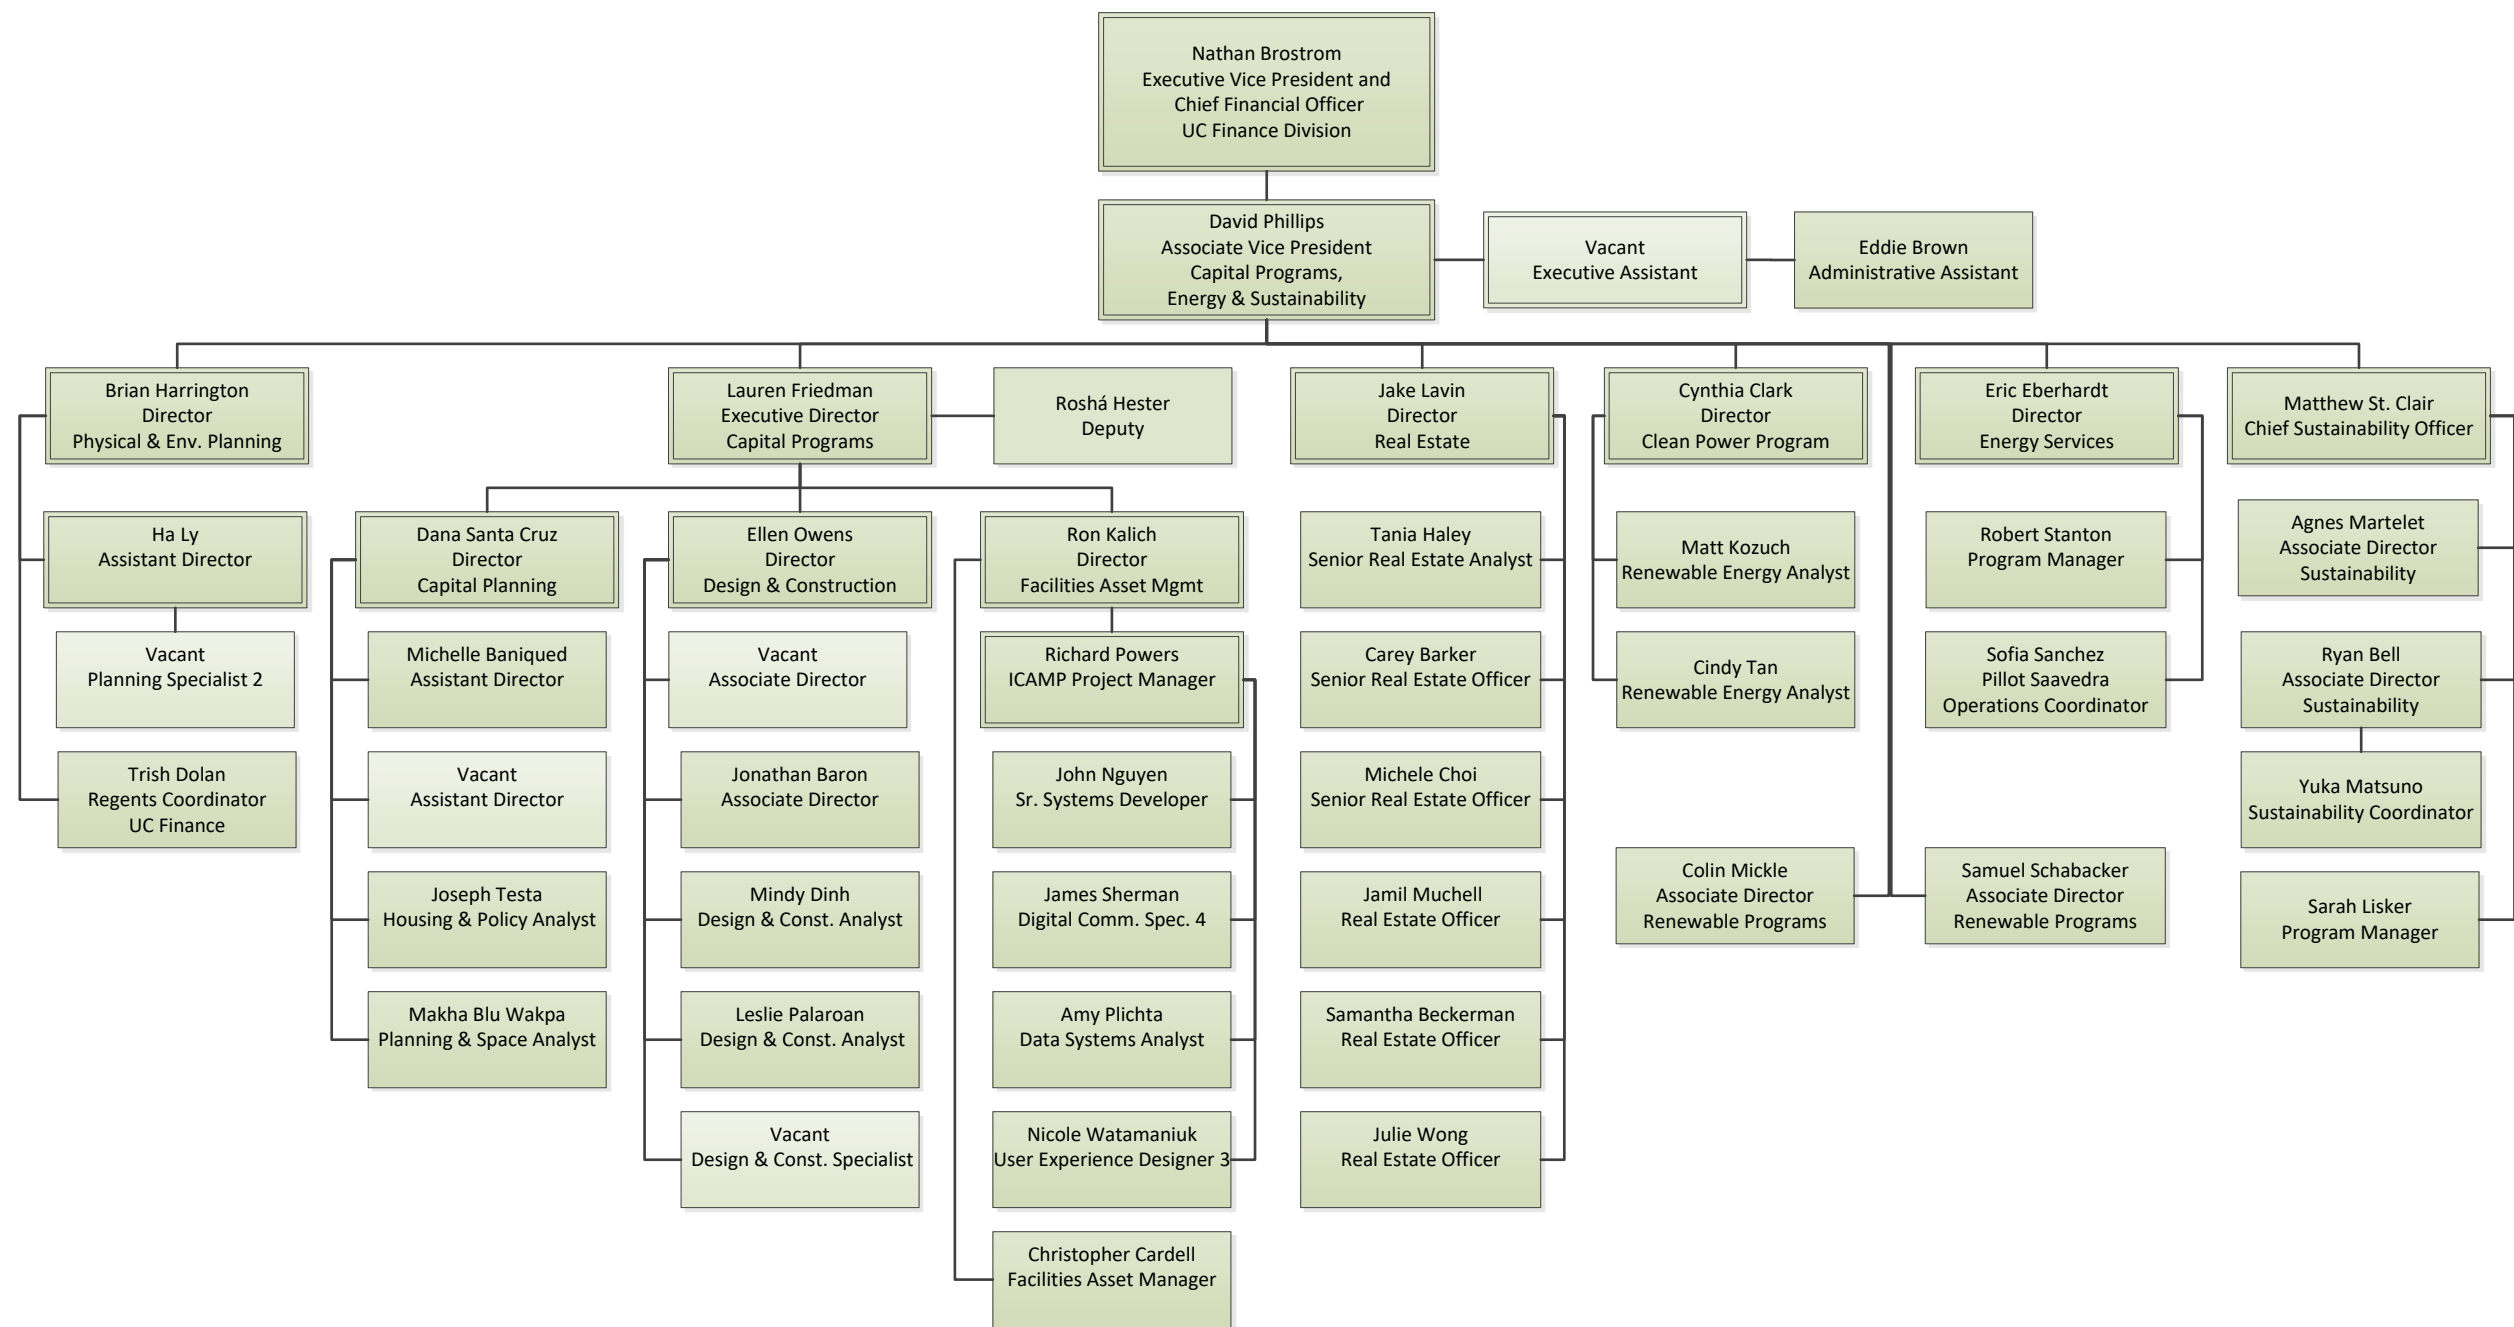 Nathan Brostrom
Executive Vice President and
Chief Financial Officer
UC Finance Division
David Phillips
Associate Vice President
Capital Programs,
Energy & Sustainability
Vacant
Executive Assistant
Eddie Brown
Administrative Assistant
Brian Harrington
Director
Physical & Env. Planning
Lauren Friedman
Executive Director
Capital Programs
Roshá Hester
Deputy
Jake Lavin
Director
Real Estate
Cynthia Clark
Director
Clean Power Program
Eric Eberhardt
Director
Energy Services
Matthew St. Clair
Chief Sustainability Officer
Ha Ly
Assistant Director
Vacant
Planning Specialist 2
Trish Dolan
Regents Coordinator
UC Finance
Dana Santa Cruz
Director
Capital Planning
Michelle Baniqued
Assistant Director
Vacant
Assistant Director
Joseph Testa
Housing & Policy Analyst
Makha Blu Wakpa
Planning & Space Analyst
Ellen Owens
Director
Design & Construction
Vacant
Associate Director
Jonathan Baron
Associate Director
Mindy Dinh
Design & Const. Analyst
Leslie Palaroan
Design & Const. Analyst
Vacant
Design & Const. Specialist
Ron Kalich
Director
Facilities Asset Mgmt
Richard Powers
ICAMP Project Manager
John Nguyen
Sr. Systems Developer
James Sherman
Digital Comm. Spec. 4
Amy Plichta
Data Systems Analyst
Nicole Watamaniuk
User Experience Designer 3
Christopher Cardell
Facilities Asset Manager
Tania Haley
Senior Real Estate Analyst
Carey Barker
Senior Real Estate Officer
Michele Choi
Senior Real Estate Officer
Jamil Muchell
Real Estate Officer
Samantha Beckerman
Real Estate Officer
Julie Wong
Real Estate Officer
Matt Kozuch
Renewable Energy Analyst
Cindy Tan
Renewable Energy Analyst
Colin Mickle
Associate Director
Renewable Programs
Robert Stanton
Program Manager
Sofia Sanchez
Pillot Saavedra
Operations Coordinator
Samuel Schabacker
Associate Director
Renewable Programs
Agnes Martelet
Associate Director
Sustainability
Ryan Bell
Associate Director
Sustainability
Yuka Matsuno
Sustainability Coordinator
Sarah Lisker
Program Manager